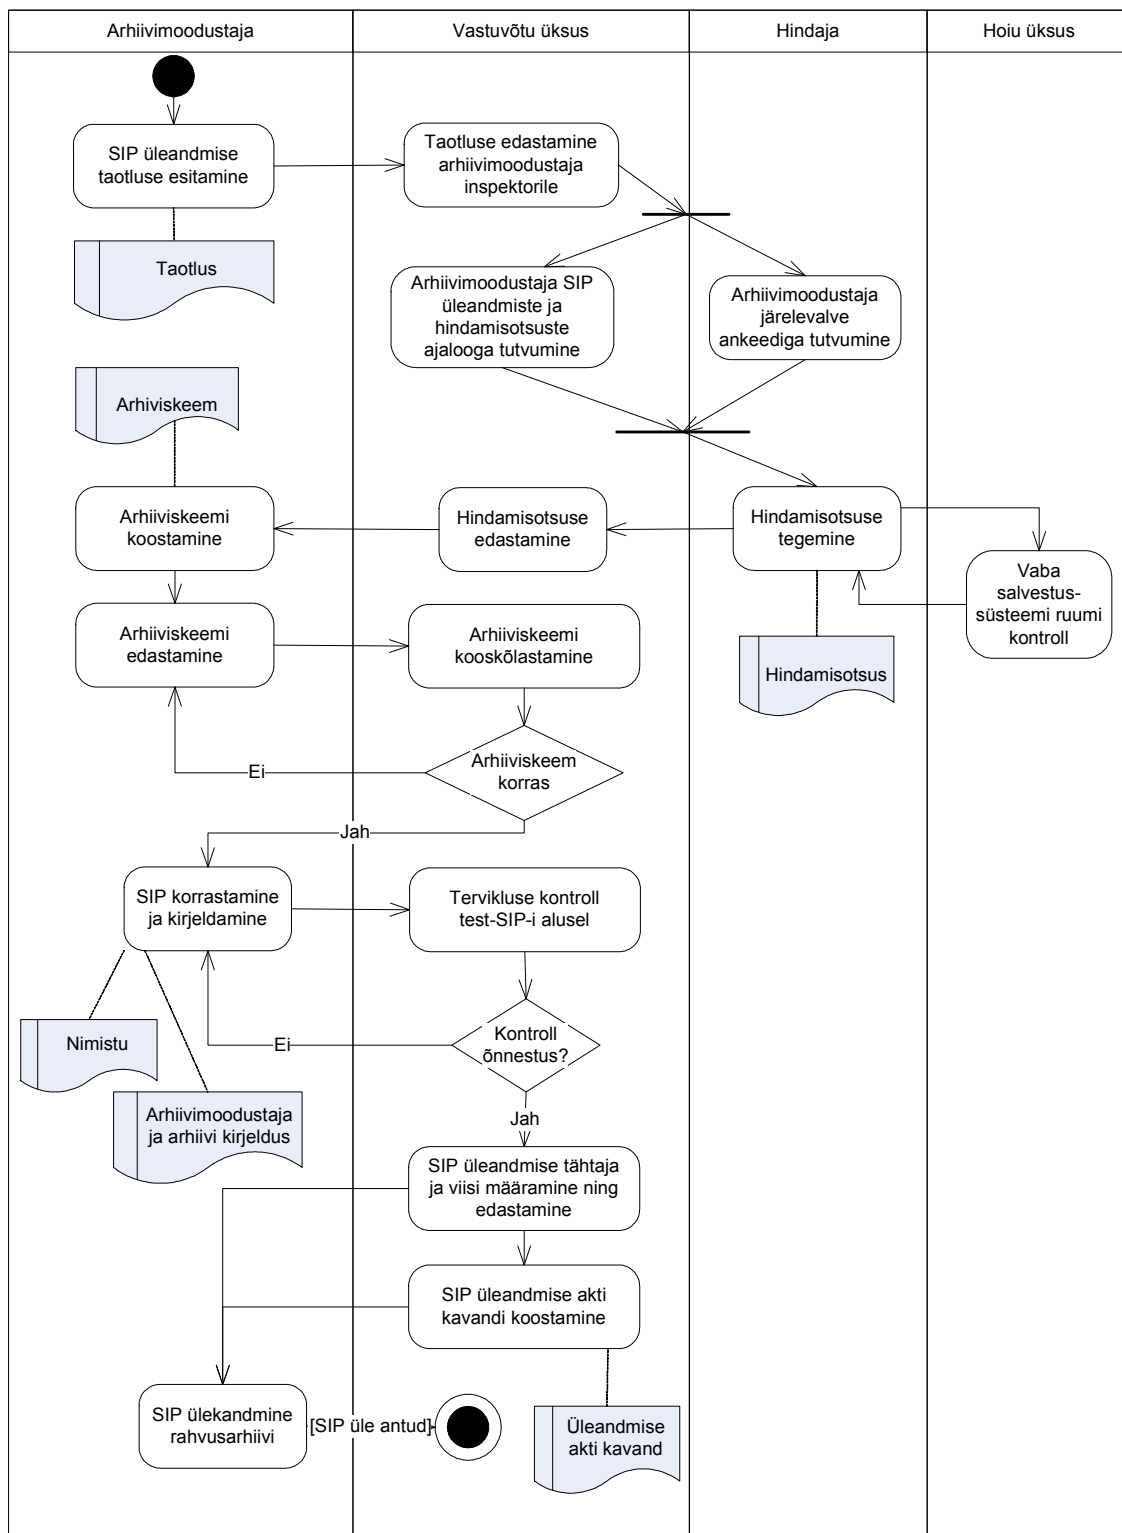 Arhiivimoodustaja
Vastuvõtu üksus
Hindaja
Hoiu üksus
SIP üleandmise
taotluse esitamine
Taotluse edastamine
arhiivimoodustaja
inspektorile
Taotlus
Arhiivimoodustaja SIP
üleandmiste ja
hindamisotsuste
ajalooga tutvumine
Arhiivimoodustaja
järelevalve
ankeediga tutvumine
Arhiviskeem
Arhiiviskeemi
koostamine
Hindamisotsuse
edastamine
Hindamisotsuse
tegemine
Vaba
salvestus-
süsteemi ruumi
kontroll
Arhiiviskeemi
edastamine
Arhiiviskeemi
kooskõlastamine
Hindamisotsus
Arhiiviskeem
korras
Ei
Jah
SIP korrastamine
ja kirjeldamine
Tervikluse kontroll
test-SIP-i alusel
Nimistu
Ei
Kontroll
õnnestus?
Arhiivimoodustaja
ja arhiivi kirjeldus
Jah
SIP üleandmise tähtaja
ja viisi määramine ning
edastamine
SIP üleandmise akti
kavandi koostamine
SIP ülekandmine
rahvusarhiivi
[SIP üle antud]
Üleandmise
akti kavand